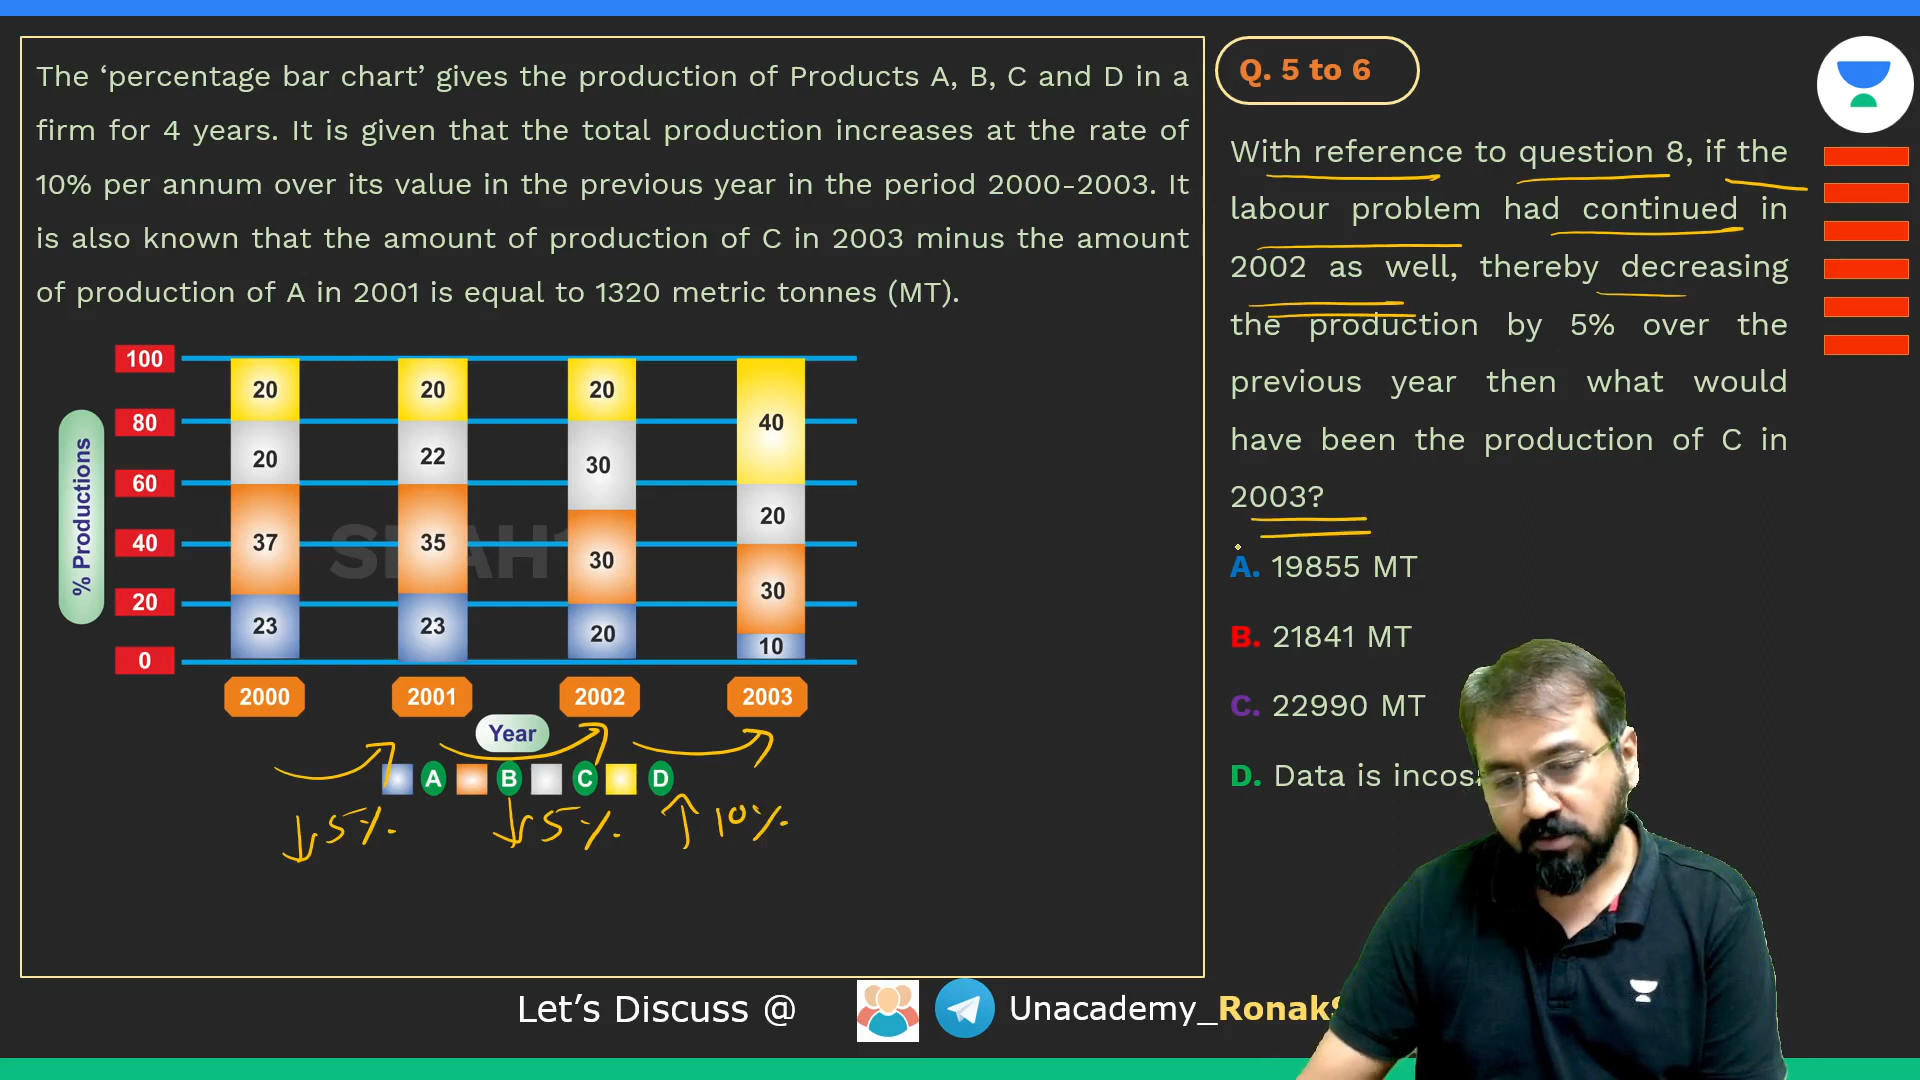 The ‘percentage bar chart’ gives the production of Products A, B, C and D in a
firm for 4 years. It is given that the total production increases at the rate of
10% per annum over its value in the previous year in the period 2000-2003. It
is also known that the amount of production of C in 2003 minus the amount
of production of A in 2001 is equal to 1320 metric tonnes (MT).
% Productions
100
80
60
40
20
0
20 20 20 40
20 22 30 20
37 35 30 30
23 23 20 10
2000 2001 2002 2003
Year
A B C D
↓5% ↓5% ↑10%
Q. 5 to 6
With reference to question 8, if the
labour problem had continued in
2002 as well, thereby decreasing
the production by 5% over the
previous year then what would
have been the production of C in
2003?
A. 19855 MT
B. 21841 MT
C. 22990 MT
D. Data is
Let’s Discuss @
Unacademy_Ronak